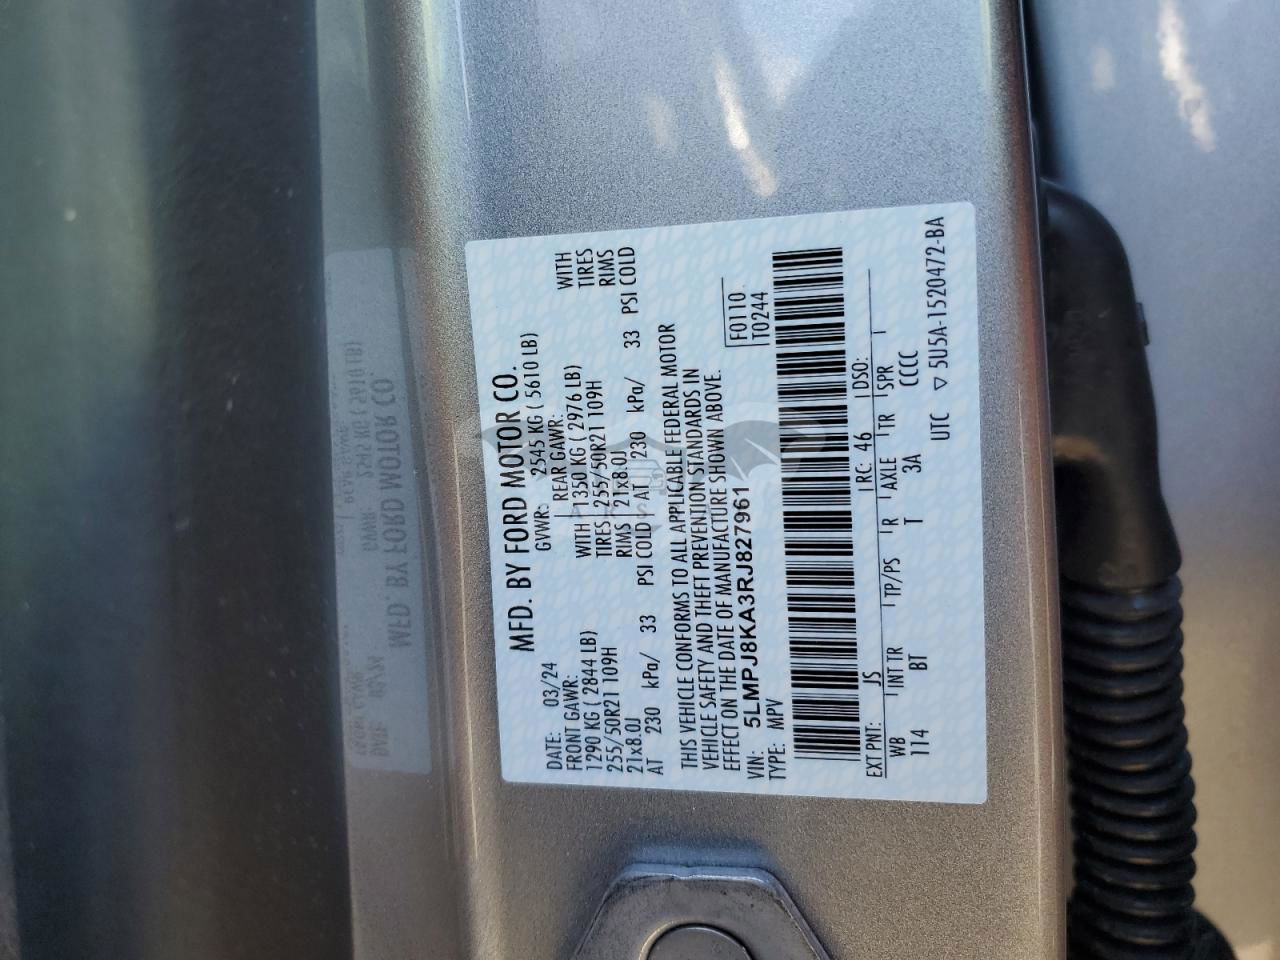 MFD. BY FORD MOTOR CO.
DATE: 03/24 GVWR: 2545 KG ( 5610 LB)
FRONT GAWR: REAR GAWR:
1290 KG ( 2844 LB) WITH 1350 KG ( 2976 LB) WITH
255/50R21 109H TIRES 255/50R21 109H TIRES
21x8.0J RIMS 21x8.0J RIMS
AT 230 kPa/ 33 PSI COLD AT 230 kPa/ 33 PSI COLD
THIS VEHICLE CONFORMS TO ALL APPLICABLE FEDERAL MOTOR
VEHICLE SAFETY AND THEFT PREVENTION STANDARDS IN
EFFECT ON THE DATE OF MANUFACTURE SHOWN ABOVE.
VIN: 5LMPJ8KA3RJ827961 F0110
TYPE: MPV T0244
EXT PNT: JS RC: 46 DSO:
WB INT TR TP/PS R AXLE TR SPR
114 BT T 3A CCCC
UTC ▽ 5U5A-1520472-BA